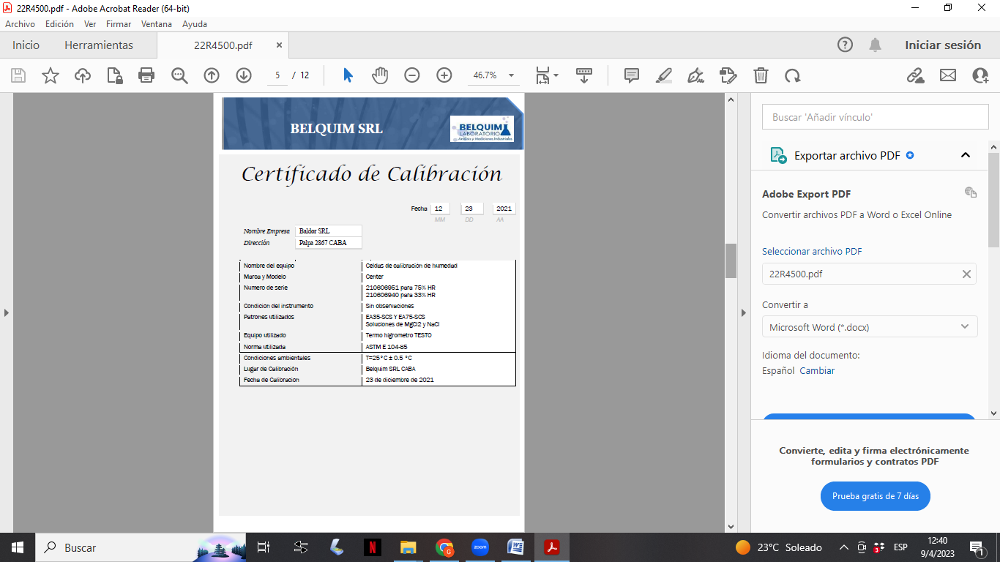 22R4500.pdf - Adobe Acrobat Reader (64-bit)
Archivo Edición Ver Firmar Ventana Ayuda
Inicio Herramientas 22R4500.pdf × Iniciar sesión
5 / 12 46.7%
BELQUIM SRL
BELQUIM
LABORATORIO
Análisis y Mediciones Industriales
Certificado de Calibración
Fecha 12 23 2021
MM DD AA
Nombre Empresa Baldor SRL
Dirección Palpa 2867 CABA
Nombre del equipo Celdas de calibración de humedad
Marca y Modelo Center
Numero de serie 210606951 para 75% HR
210606940 para 33% HR
Condicion del instrumento Sin observaciones
Patrones utilizados EA35-SCS Y EA75-SCS
Soluciones de MgCl2 y NaCl
Equipo utilizado Termo higrometro TESTO
Norma utilizada ASTM E 104-85
Condiciones ambientales T=25°C ± 0.5 °C
Lugar de Calibración Belquim SRL CABA
Fecha de Calibracion 23 de diciembre de 2021
Buscar 'Añadir vínculo'
Exportar archivo PDF
Adobe Export PDF
Convertir archivos PDF a Word o Excel Online
Seleccionar archivo PDF
22R4500.pdf
Convertir a
Microsoft Word (*.docx)
Idioma del documento:
Español Cambiar
Convierte, edita y firma electrónicamente
formularios y contratos PDF
Prueba gratis de 7 días
Buscar
N
zoom
W
23°C Soleado
3
ESP
12:40
9/4/2023
1